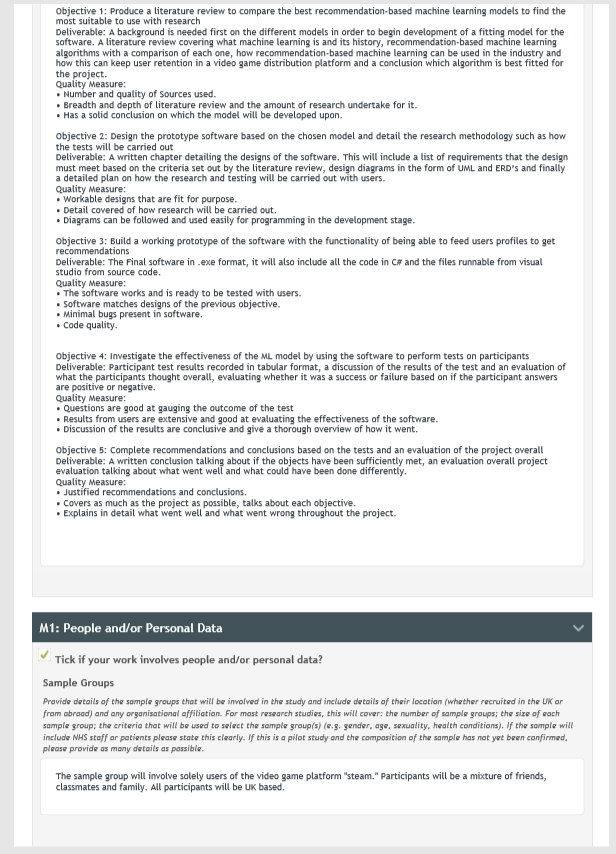 Objective 1: Produce a literature review to compare the best recommendation-based machine learning models to find the
most suitable to use with research
Deliverable: A background is needed first on the different models in order to begin development of a fitting model for the
software. A literature review covering what machine learning is and its history, recommendation-based machine learning
algorithms with a comparison of each one, how recommendation-based machine learning can be used in the industry and
how this can keep user retention in a video game distribution platform and a conclusion which algorithm is best fitted for
the project.
Quality Measure:
• Number and quality of Sources used.
• Breadth and depth of literature review and the amount of research undertake for it.
• Has a solid conclusion on which the model will be developed upon.
Objective 2: Design the prototype software based on the chosen model and detail the research methodology such as how
the tests will be carried out
Deliverable: A written chapter detailing the designs of the software. This will include a list of requirements that the design
must meet based on the criteria set out by the literature review, design diagrams in the form of UML and ERD's and finally
a detailed plan on how the research and testing will be carried out with users.
Quality Measure:
• Workable designs that are fit for purpose.
• Detail covered of how research will be carried out.
• Diagrams can be followed and used easily for programming in the development stage.
Objective 3: Build a working prototype of the software with the functionality of being able to feed users profiles to get
recommendations
Deliverable: The Final software in .exe format, it will also include all the code in C# and the files runnable from visual
studio from source code.
Quality Measure:
• The software works and is ready to be tested with users.
• Software matches designs of the previous objective.
• Minimal bugs present in software.
• Code quality.
Objective 4: Investigate the effectiveness of the ML model by using the software to perform tests on participants
Deliverable: Participant test results recorded in tabular format, a discussion of the results of the test and an evaluation of
what the participants thought overall, evaluating whether it was a success or failure based on if the participant answers
are positive or negative.
Quality Measure:
• Questions are good at gauging the outcome of the test
• Results from users are extensive and good at evaluating the effectiveness of the software.
• Discussion of the results are conclusive and give a thorough overview of how it went.
Objective 5: Complete recommendations and conclusions based on the tests and an evaluation of the project overall
Deliverable: A written conclusion talking about if the objects have been sufficiently met, an evaluation overall project
evaluation talking about what went well and what could have been done differently.
Quality Measure:
• Justified recommendations and conclusions.
• Covers as much as the project as possible, talks about each objective.
• Explains in detail what went well and what went wrong throughout the project.
M1: People and/or Personal Data
Tick if your work involves people and/or personal data?
Sample Groups
Provide details of the sample groups that will be involved in the study and include details of their location (whether recruited in the UK or
from abroad) and any organisational affiliation. For most research studies, this will cover: the number of sample groups; the size of each
sample group; the criteria that will be used to select the sample group(s) (e.g. gender, age, sexuality, health conditions). If the sample will
include NHS staff or patients please state this clearly. If this is a pilot study and the composition of the sample has not yet been confirmed,
please provide as many details as possible.
The sample group will involve solely users of the video game platform "steam." Participants will be a mixture of friends,
classmates and family. All participants will be UK based.